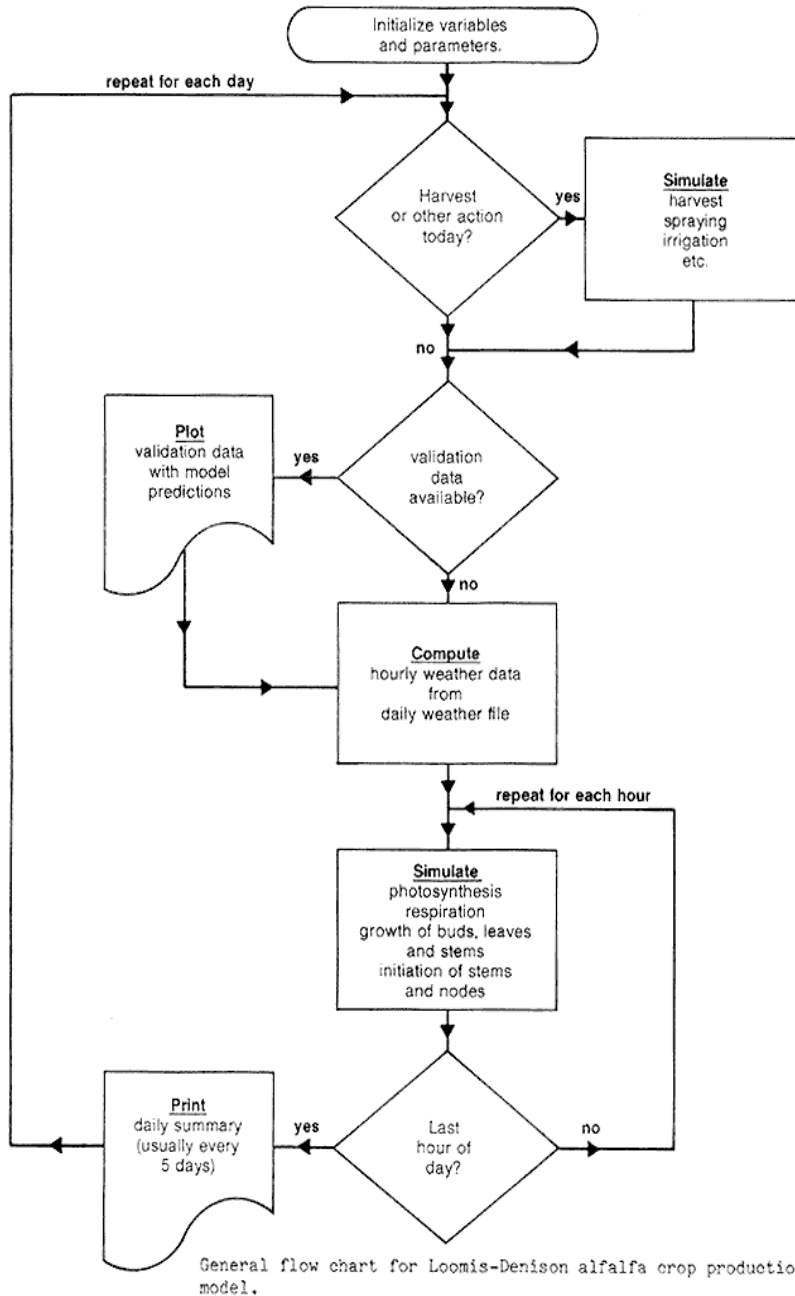 Initialize variables
and parameters.
repeat for each day
Harvest
or other action
today?
yes
Simulate
harvest
spraying
irrigation
etc.
no
Plot
validation data
with model
predictions
yes
validation
data
available?
no
Compute
hourly weather data
from
daily weather file
repeat for each hour
Simulate
photosynthesis
respiration
growth of buds, leaves
and stems
initiation of stems
and nodes
Print
daily summary
(usually every
5 days)
yes
Last
hour of
day?
no
General flow chart for Loomis-Denison alfalfa crop productio
model.